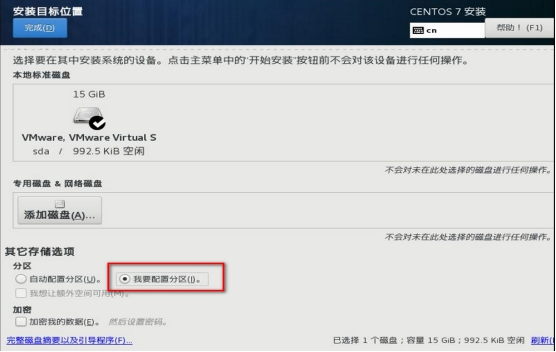 安装目标位置
CENTOS 7 安装
完成(D)
cn
帮助！(F1)
选择要在其中安装系统的设备。点击主菜单中的'开始安装'按钮前不会对该设备进行任何操作。
本地标准磁盘
15 GiB
VMware, VMware Virtual S
sda / 992.5 KiB 空闲
不会对未在此处选择的磁盘进行任何操作。
专用磁盘 & 网络磁盘
添加磁盘(A)...
不会对未在此处选择的磁盘进行任何操作。
其它存储选项
分区
自动配置分区(U)。 我要配置分区(I)。
我想让额外空间可用(M)。
加密
加密我的数据(E)。 然后设置密码。
完整磁盘摘要以及引导程序(F)...
已选择 1 个磁盘；容量 15 GiB；992.5 KiB 空闲 刷新(